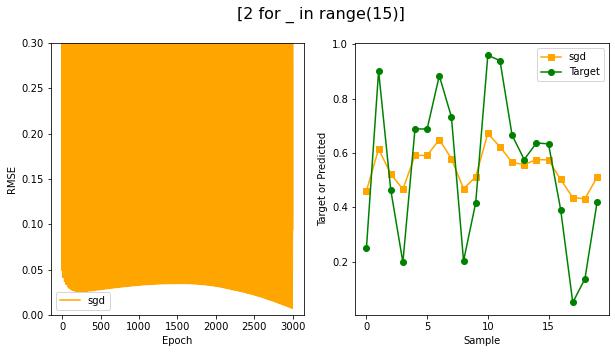 [2 for _ in range(15)]
0.30
0.25
0.20
0.15
0.10
0.05
0.00
RMSE
0 500 1000 1500 2000 2500 3000
Epoch
sgd
1.0
0.8
0.6
0.4
0.2
Target or Predicted
0 5 10 15
Sample
sgd
Target